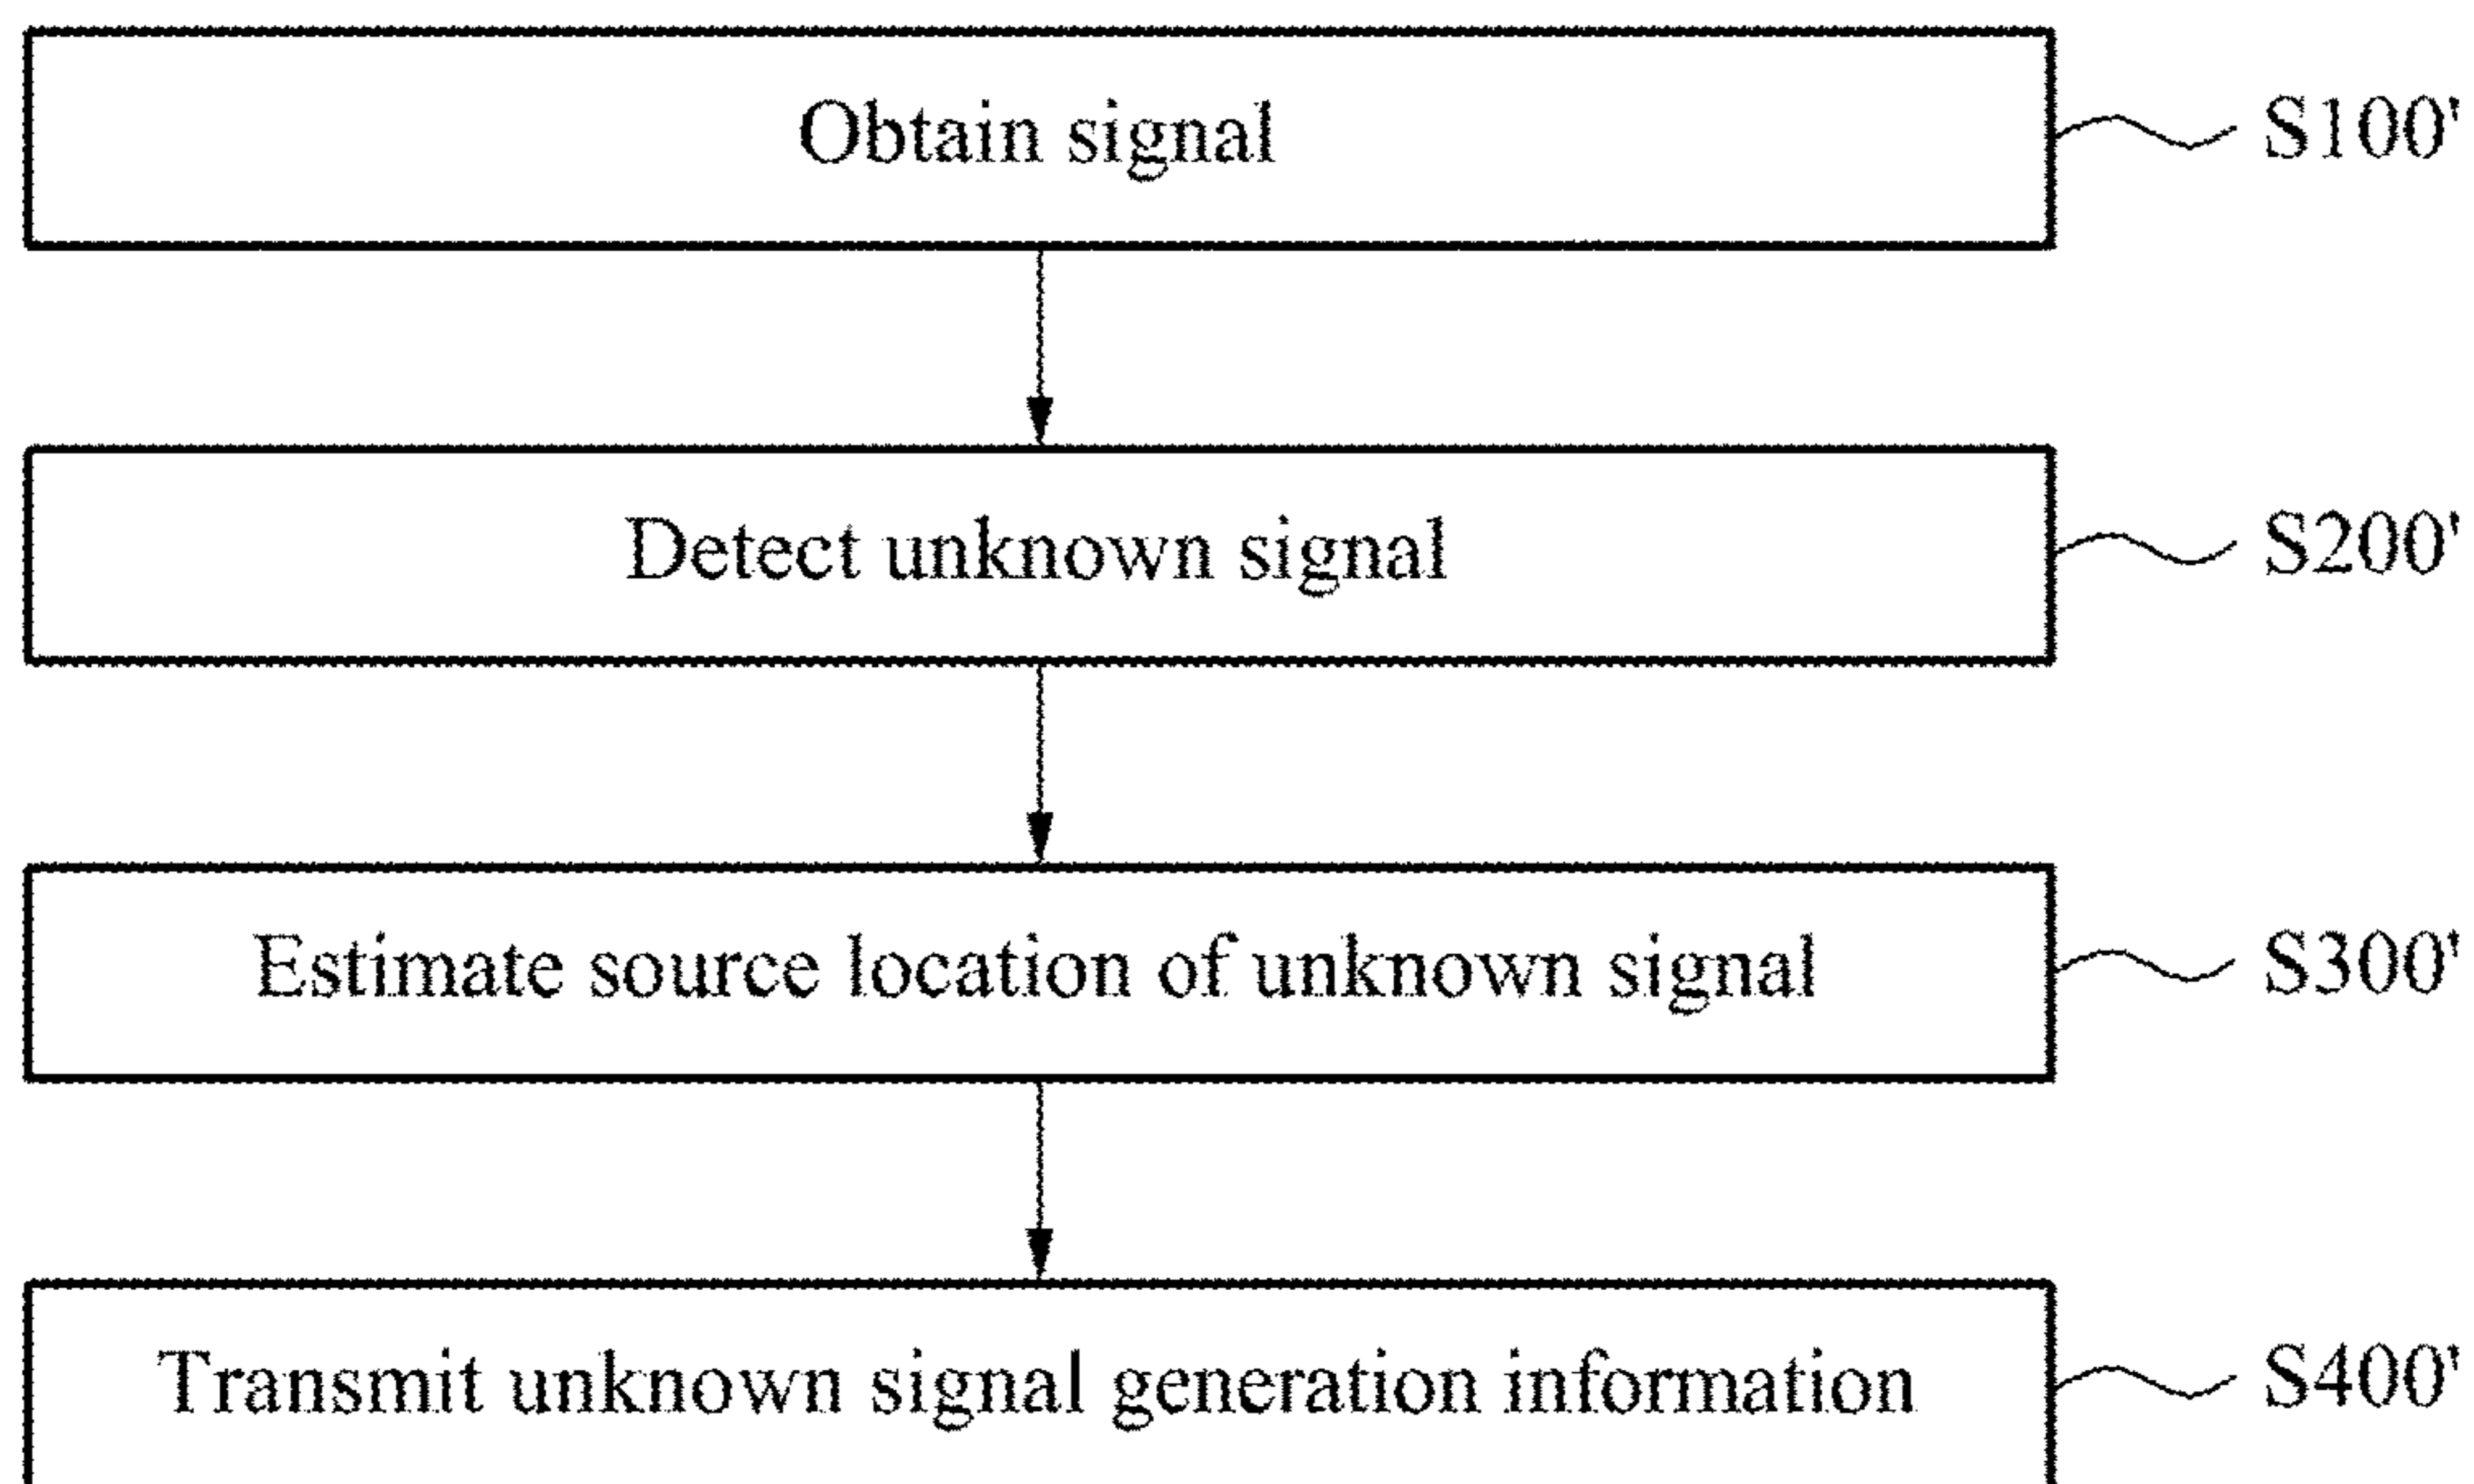 Obtain signal S100'
Detect unknown signal S200'
Estimate source location of unknown signal S300'
Transmit unknown signal generation information S400'